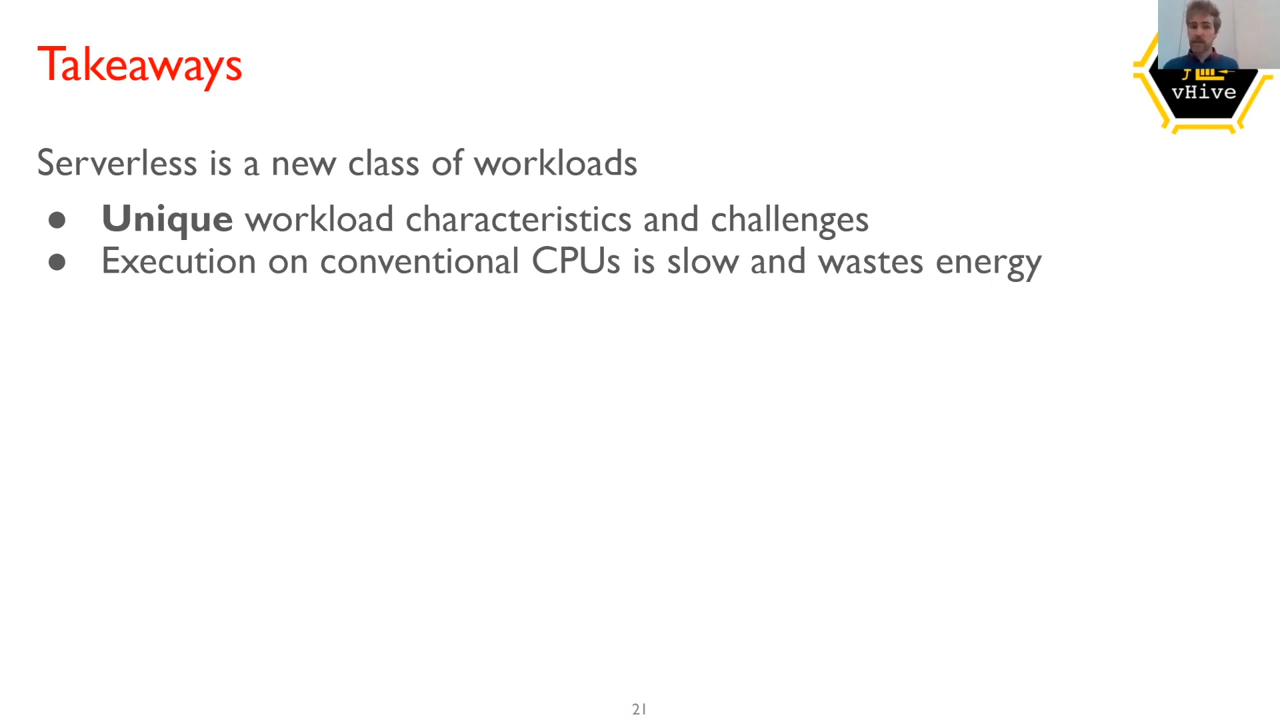 Takeaways
vHive
Serverless is a new class of workloads
● Unique workload characteristics and challenges
● Execution on conventional CPUs is slow and wastes energy
21